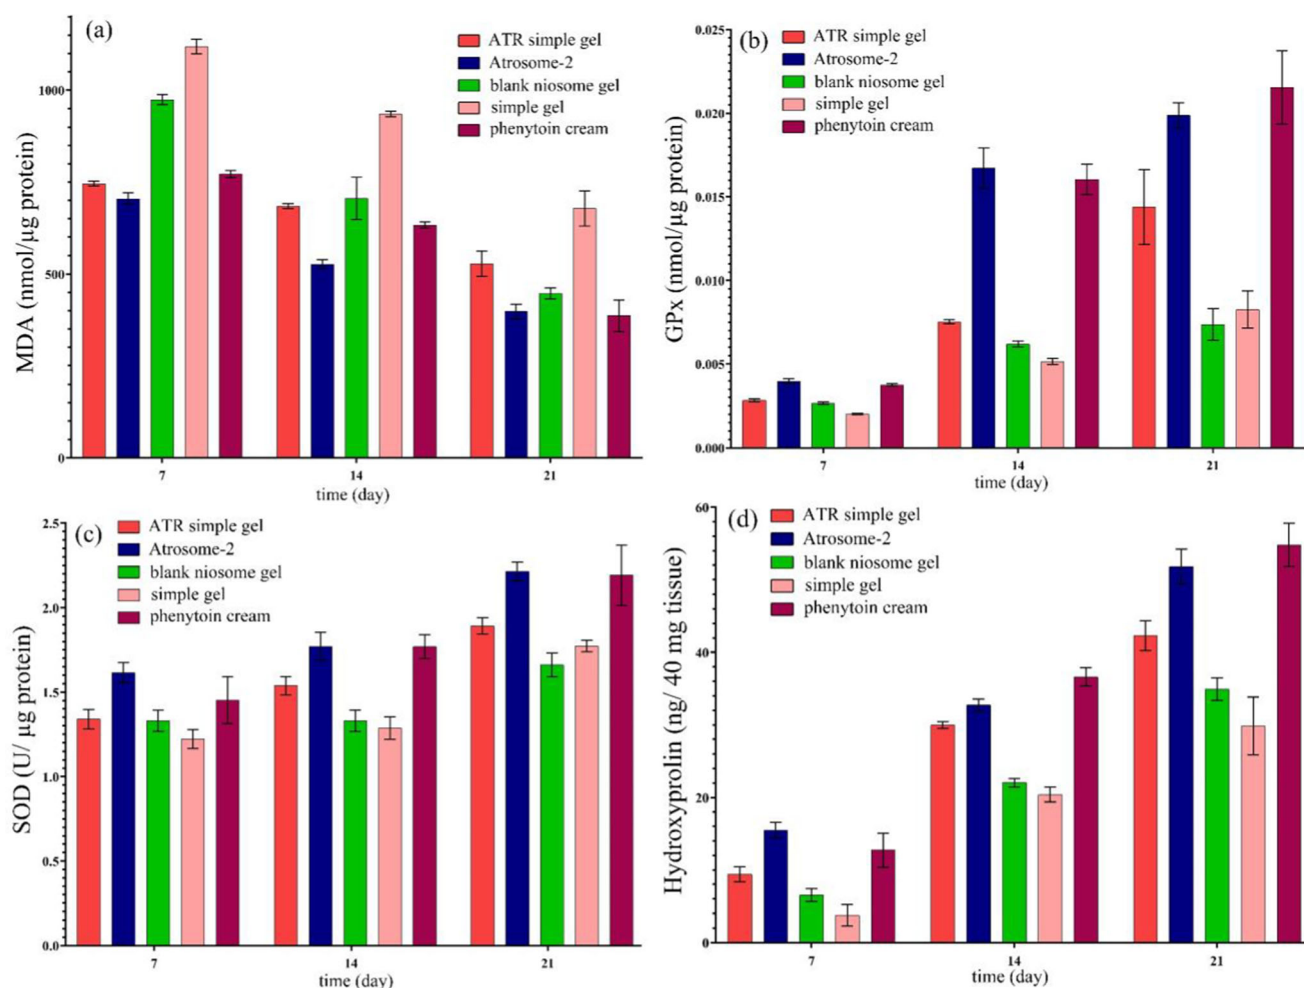 (a)
ATR simple gel
Atrosome-2
blank niosome gel
simple gel
phenytoin cream
MDA (nmol/µg protein)
1000
500
0
7
14
21
time (day)
(b)
ATR simple gel
Atrosome-2
blank niosome gel
simple gel
phenytoin cream
GPx (nmol/µg protein)
0.025
0.020
0.015
0.010
0.005
0.000
7
14
21
time (day)
(c)
ATR simple gel
Atrosome-2
blank niosome gel
simple gel
phenytoin cream
SOD (U/ µg protein)
2.5
2.0
1.5
1.0
0.5
0.0
7
14
21
time (day)
(d)
ATR simple gel
Atrosome-2
blank niosome gel
simple gel
phenytoin cream
Hydroxyprolin (ng/ 40 mg tissue)
60
40
20
0
7
14
21
time (day)